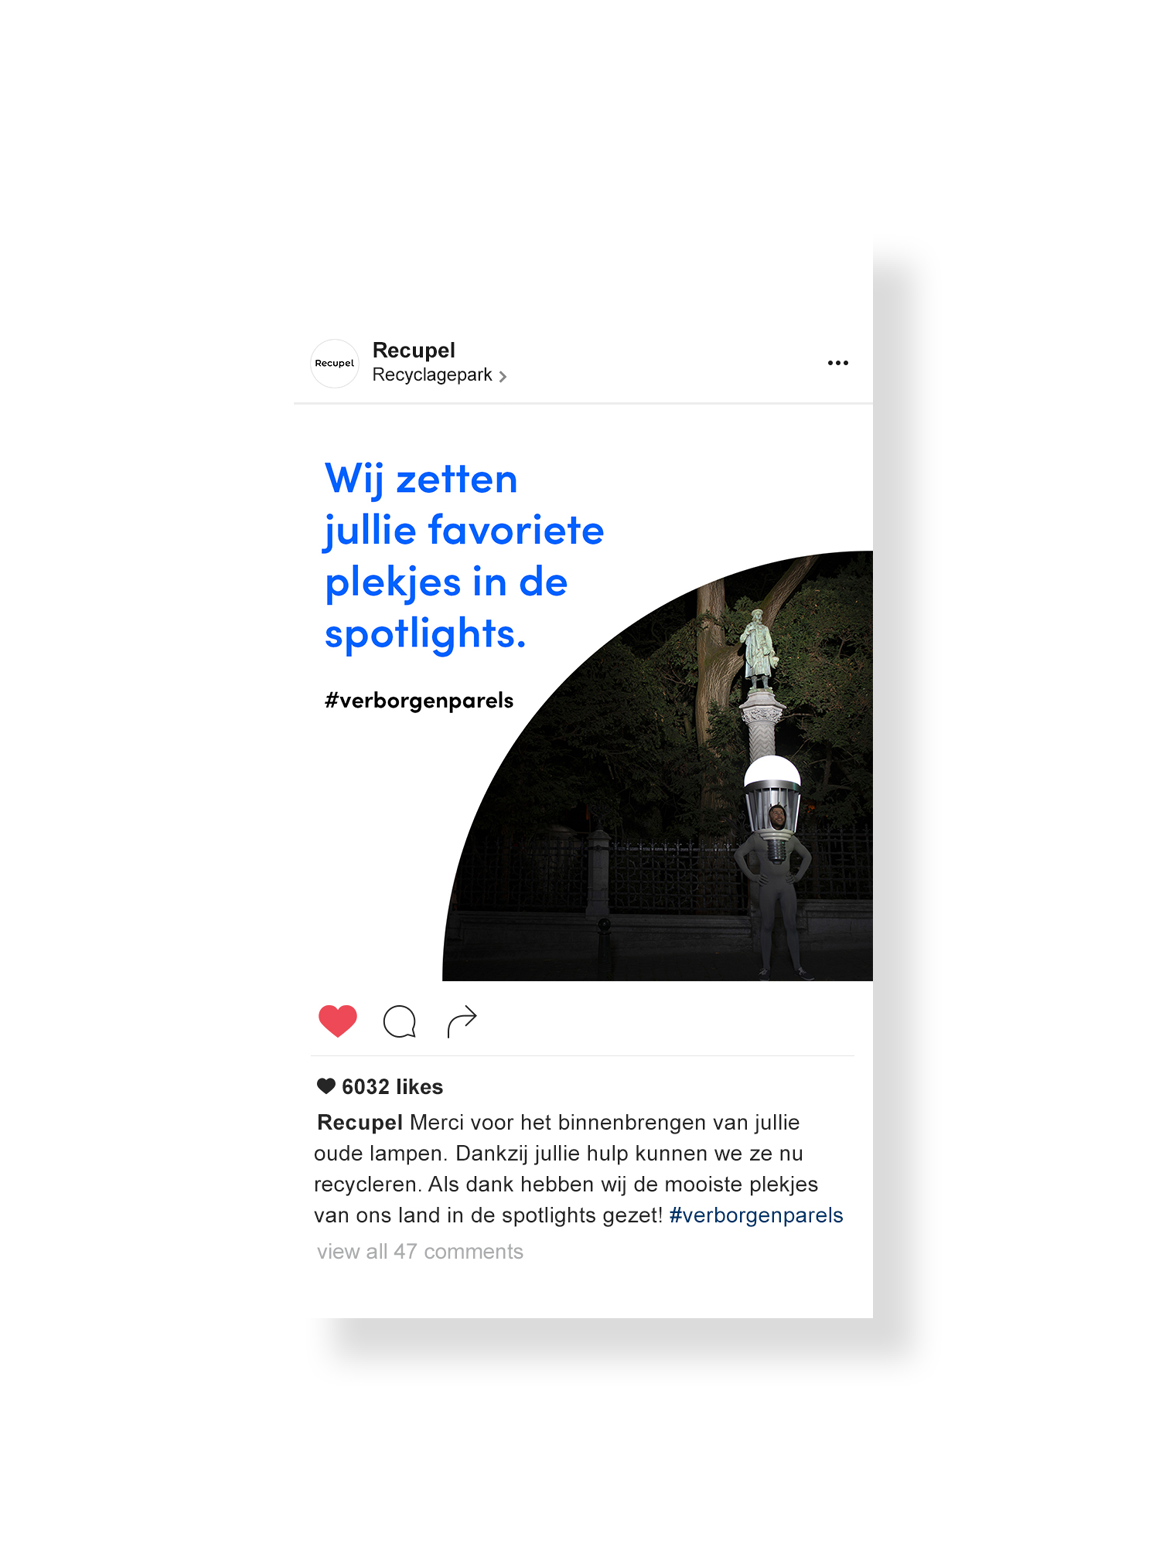 Recupel
Recupel
Recyclagepark
Wij zetten
jullie favoriete
plekjes in de
spotlights.
#verborgenparels
6032 likes
Recupel Merci voor het binnenbrengen van jullie
oude lampen. Dankzij jullie hulp kunnen we ze nu
recycleren. Als dank hebben wij de mooiste plekjes
van ons land in de spotlights gezet! #verborgenparels
view all 47 comments